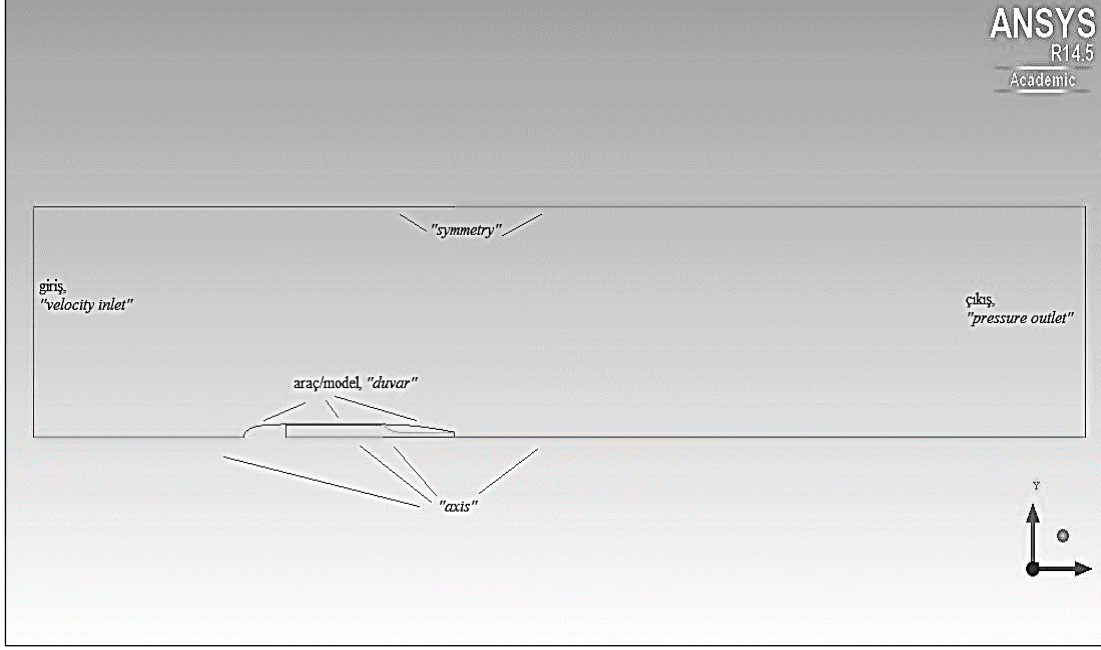 ANSYS
R14.5
Academic
"symmetry"
giriş,
"velocity inlet"
çıkış,
"pressure outlet"
araç/model, "duvar"
"axis"
Y